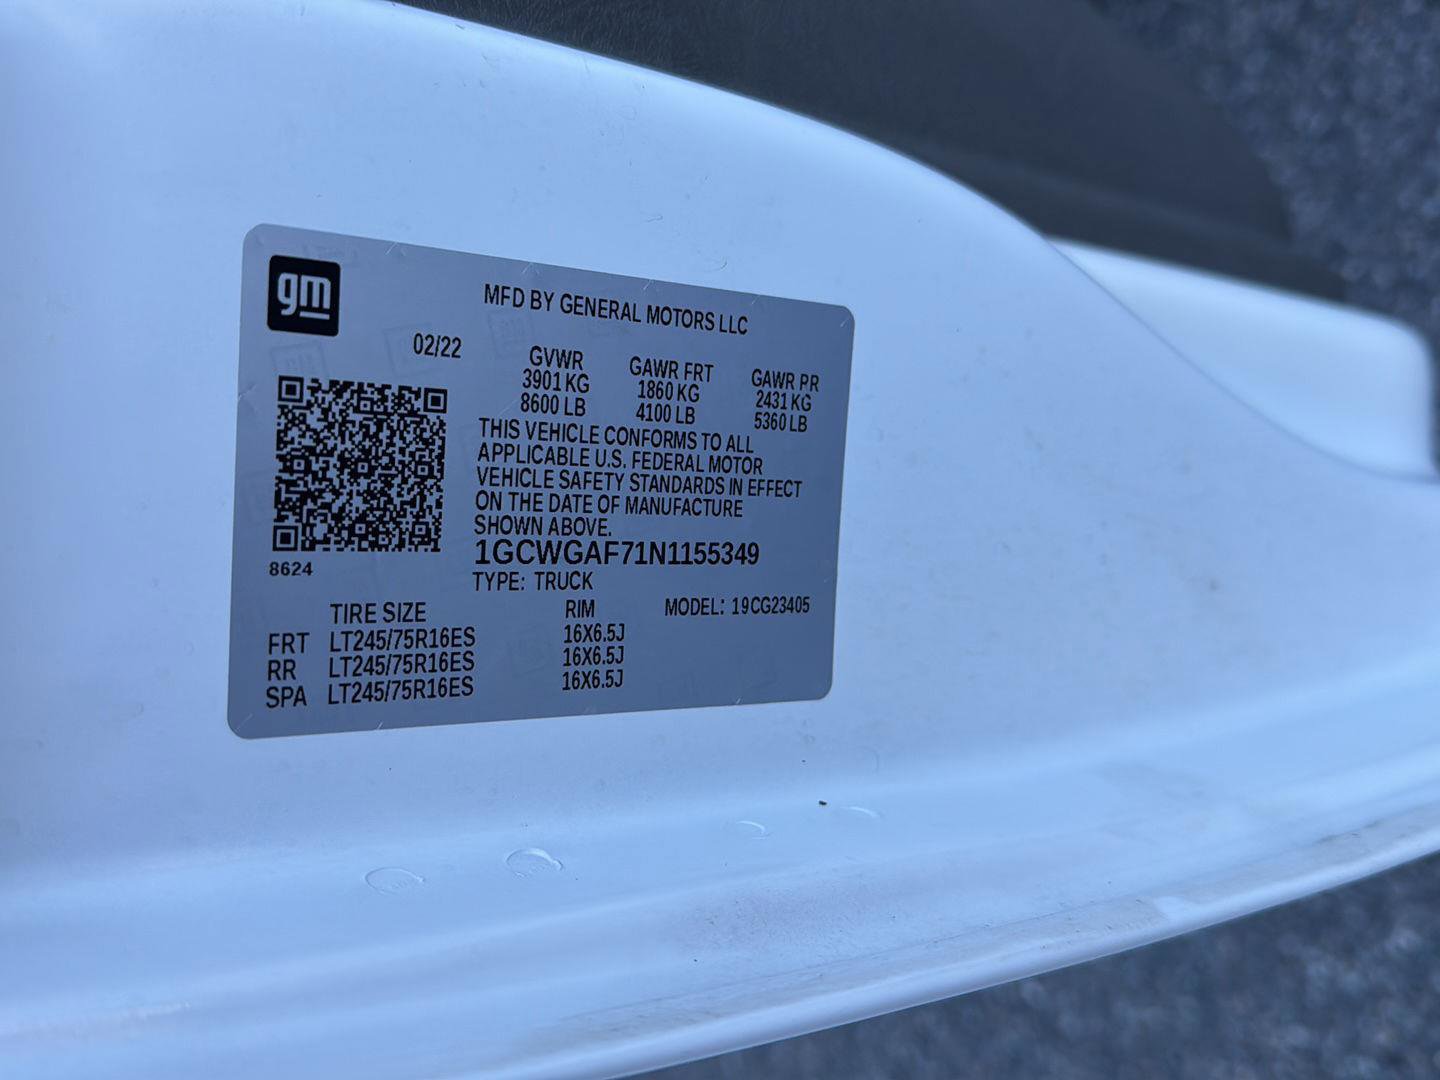 gm
MFD BY GENERAL MOTORS LLC
02/22
GVWR GAWR FRT GAWR RR
3901 KG 1860 KG 2431 KG
8600 LB 4100 LB 5360 LB
THIS VEHICLE CONFORMS TO ALL
APPLICABLE U.S. FEDERAL MOTOR
VEHICLE SAFETY STANDARDS IN EFFECT
ON THE DATE OF MANUFACTURE
SHOWN ABOVE.
1GCWGAF71N1155349
8624
TYPE: TRUCK
TIRE SIZE RIM MODEL: 19CG23405
FRT LT245/75R16ES 16X6.5J
RR LT245/75R16ES 16X6.5J
SPA LT245/75R16ES 16X6.5J